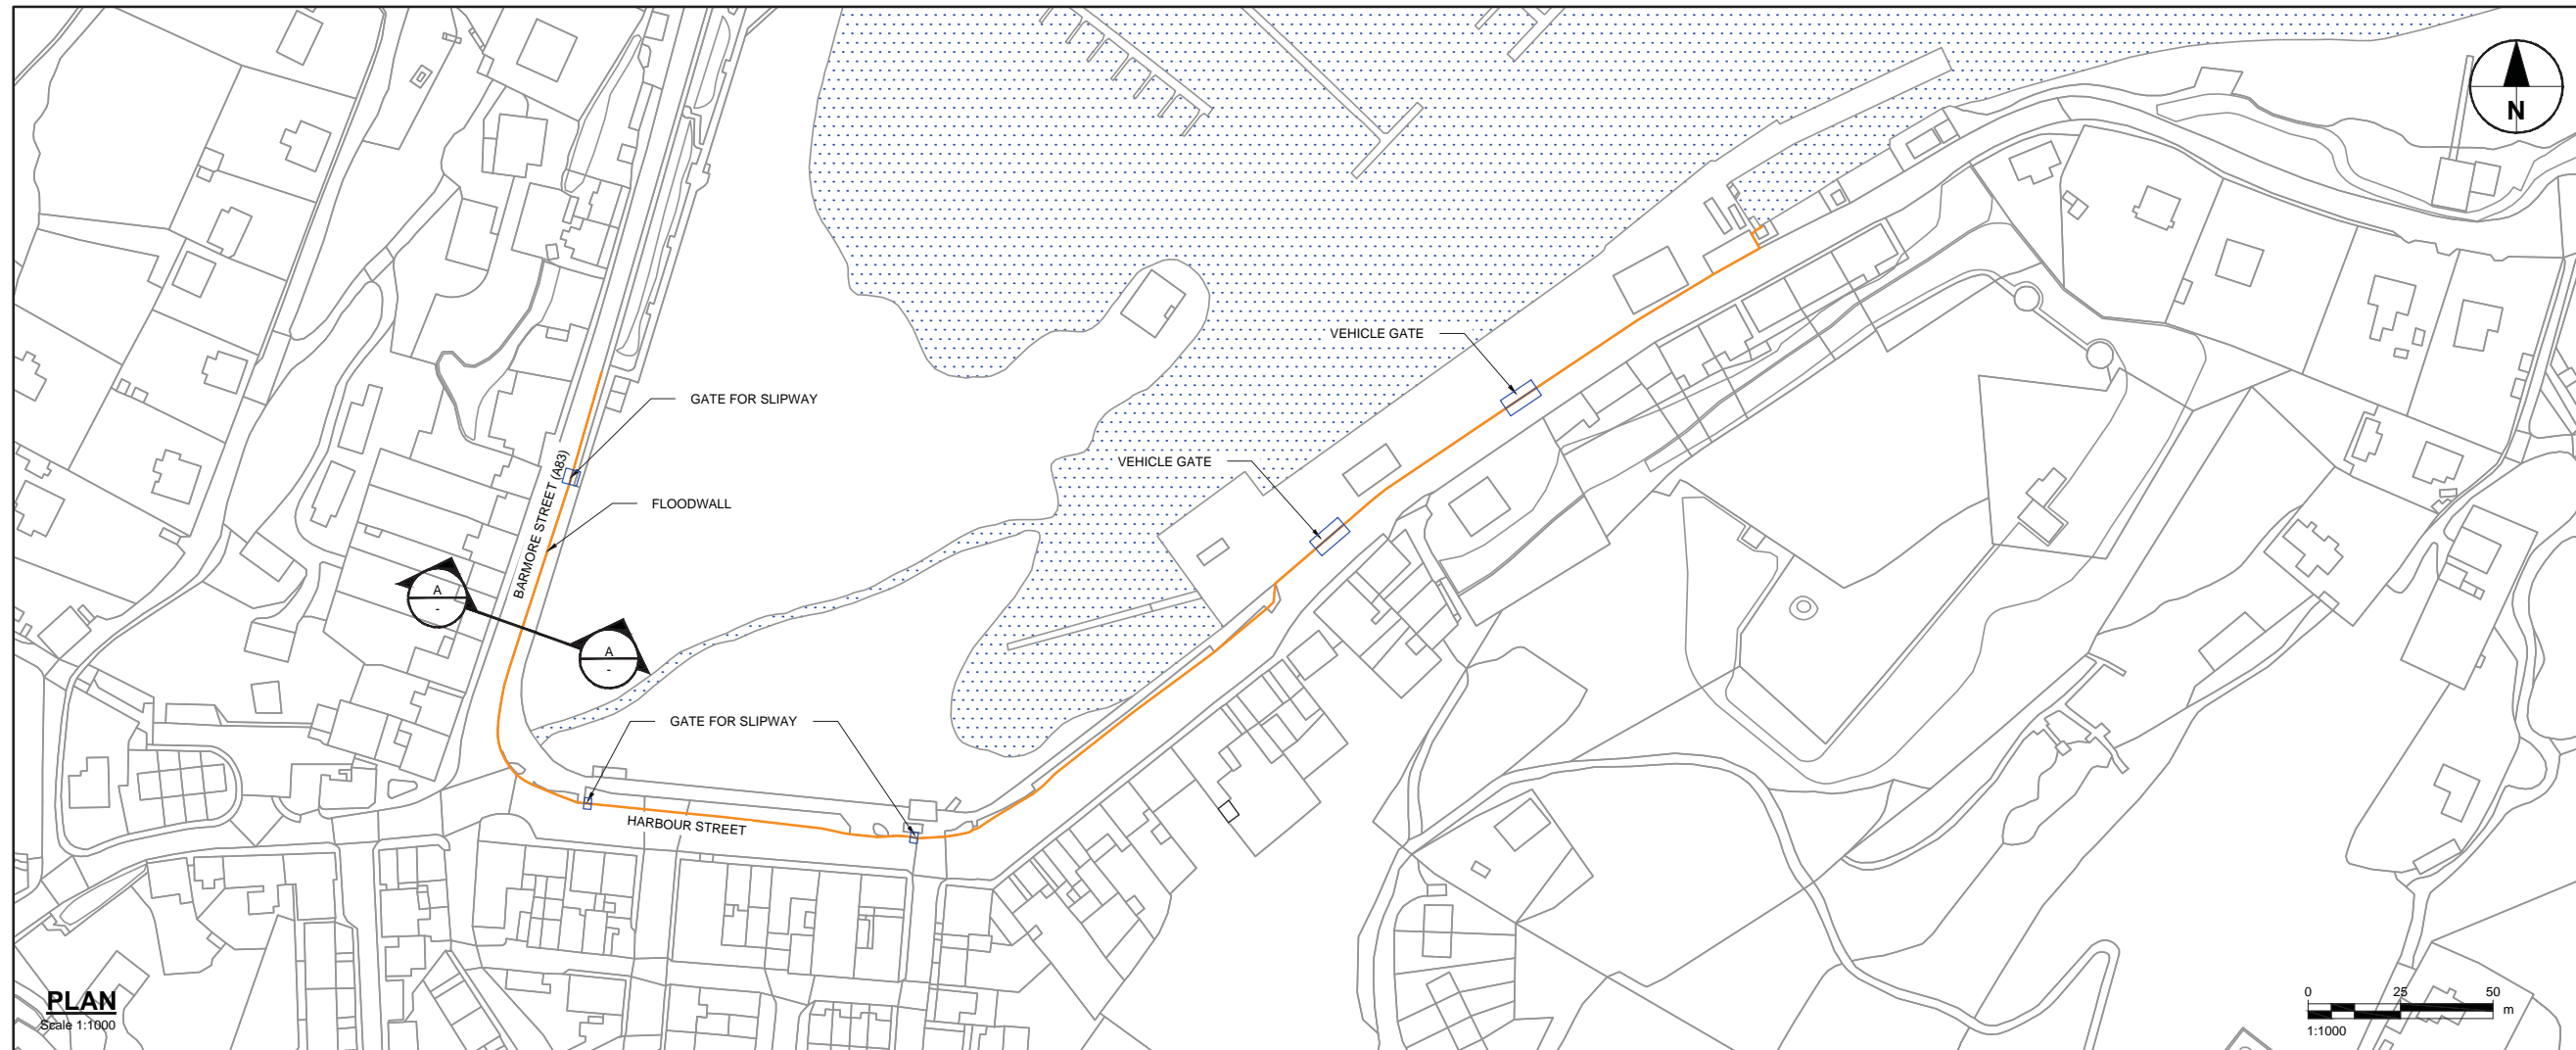 N
VEHICLE GATE
GATE FOR SLIPWAY
VEHICLE GATE
BARMORE STREET (A83)
FLOODWALL
A
-
A
-
GATE FOR SLIPWAY
HARBOUR STREET
PLAN
Scale 1:1000
0 25 50
m
1:1000